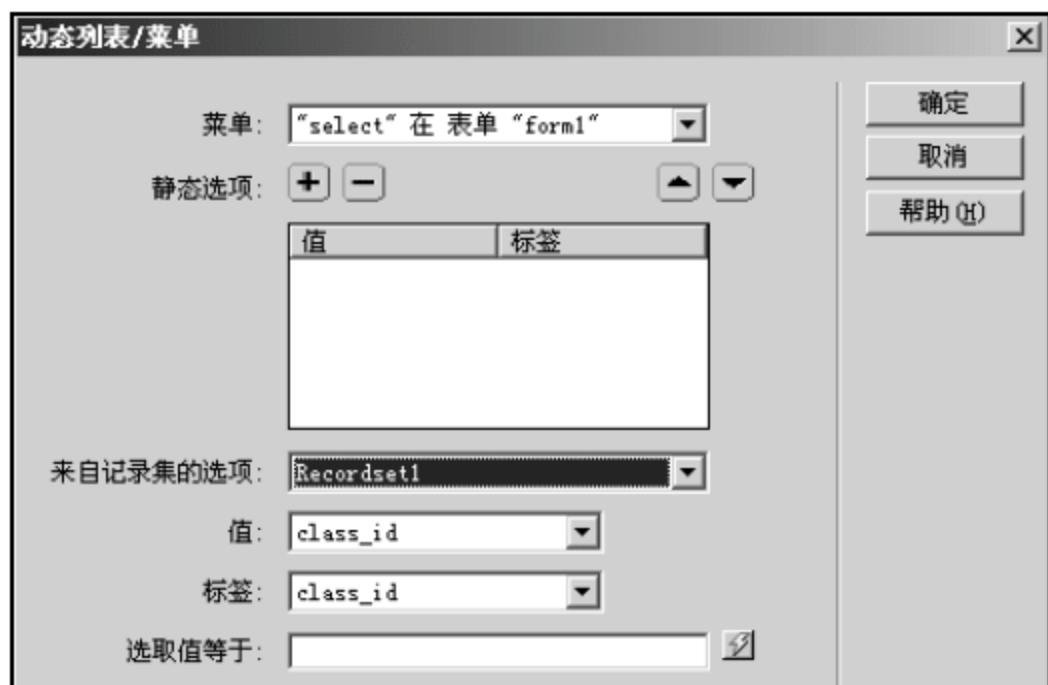 动态列表/菜单
菜单: "select" 在 表单 "form1"
确定
取消
帮助(H)
静态选项:
值 标签
来自记录集的选项: Recordset1
值: class_id
标签: class_id
选取值等于: